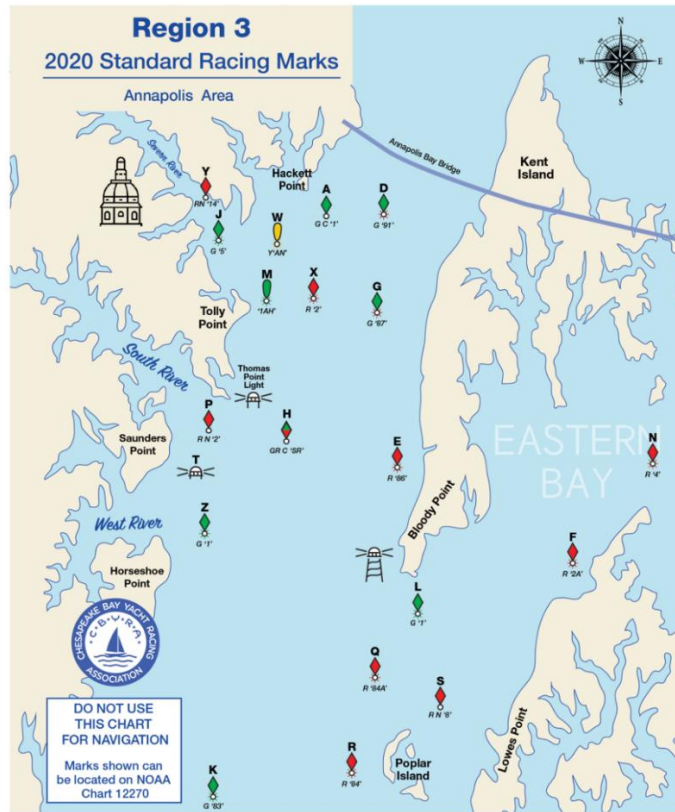 Region 3
2020 Standard Racing Marks
Annapolis Area
N
W
E
S
Severn River
Annapolis Bay Bridge
Kent
Island
Hackett
Point
Y
RN '14'
A
G C '1'
D
G '91'
J
G '5'
W
Y'AN'
M
'1AH'
X
R '2'
G
G '87'
Tolly
Point
South River
Thomas
Point
Light
P
R N '2'
H
GR C 'SR'
Saunders
Point
T
E
R '86'
EASTERN
BAY
N
R '4'
Bloody Point
West River
Z
G '1'
Horseshoe
Point
F
R '2A'
L
G '1'
CHESAPEAKE BAY YACHT RACING
C·B·Y·R·A·
ASSOCIATION
Q
R '84A'
S
R N '8'
DO NOT USE
THIS CHART
FOR NAVIGATION
Marks shown can
be located on NOAA
Chart 12270
R
R '84'
Poplar
Island
Lowes Point
K
G '83'